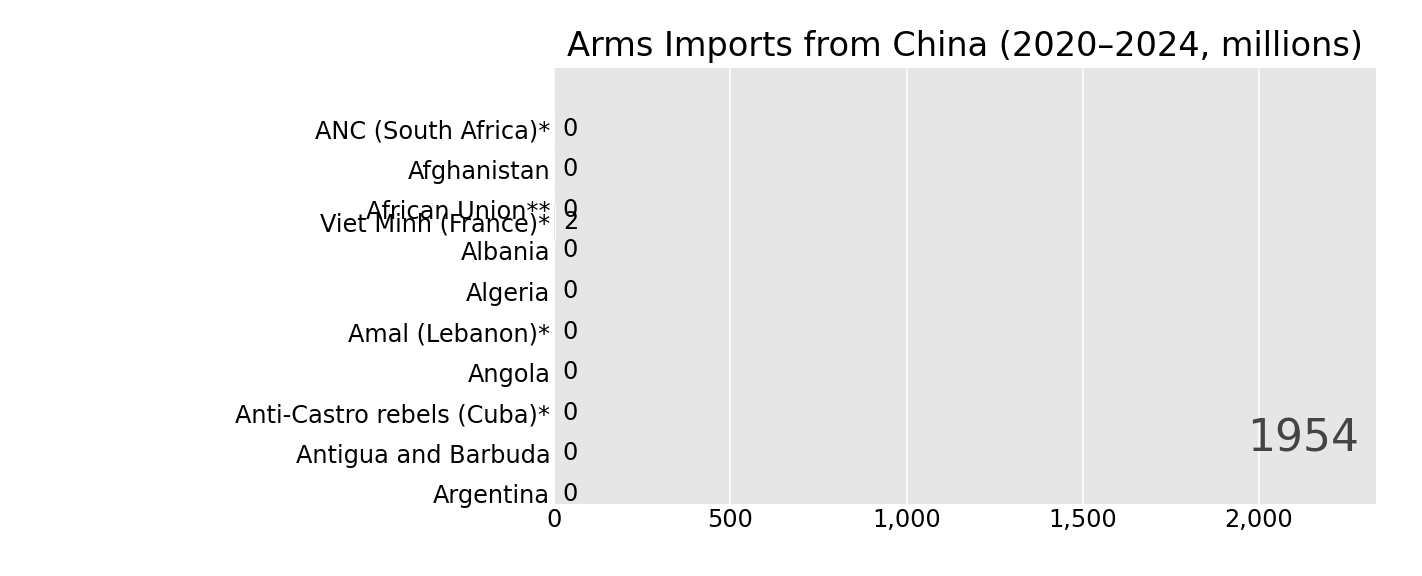 Arms Imports from China (2020–2024, millions)
ANC (South Africa)* 0
Afghanistan 0
African Union** 0
Viet Minh (France)* 2
Albania 0
Algeria 0
Amal (Lebanon)* 0
Angola 0
Anti-Castro rebels (Cuba)* 0
1954
Antigua and Barbuda 0
Argentina 0
0 500 1,000 1,500 2,000